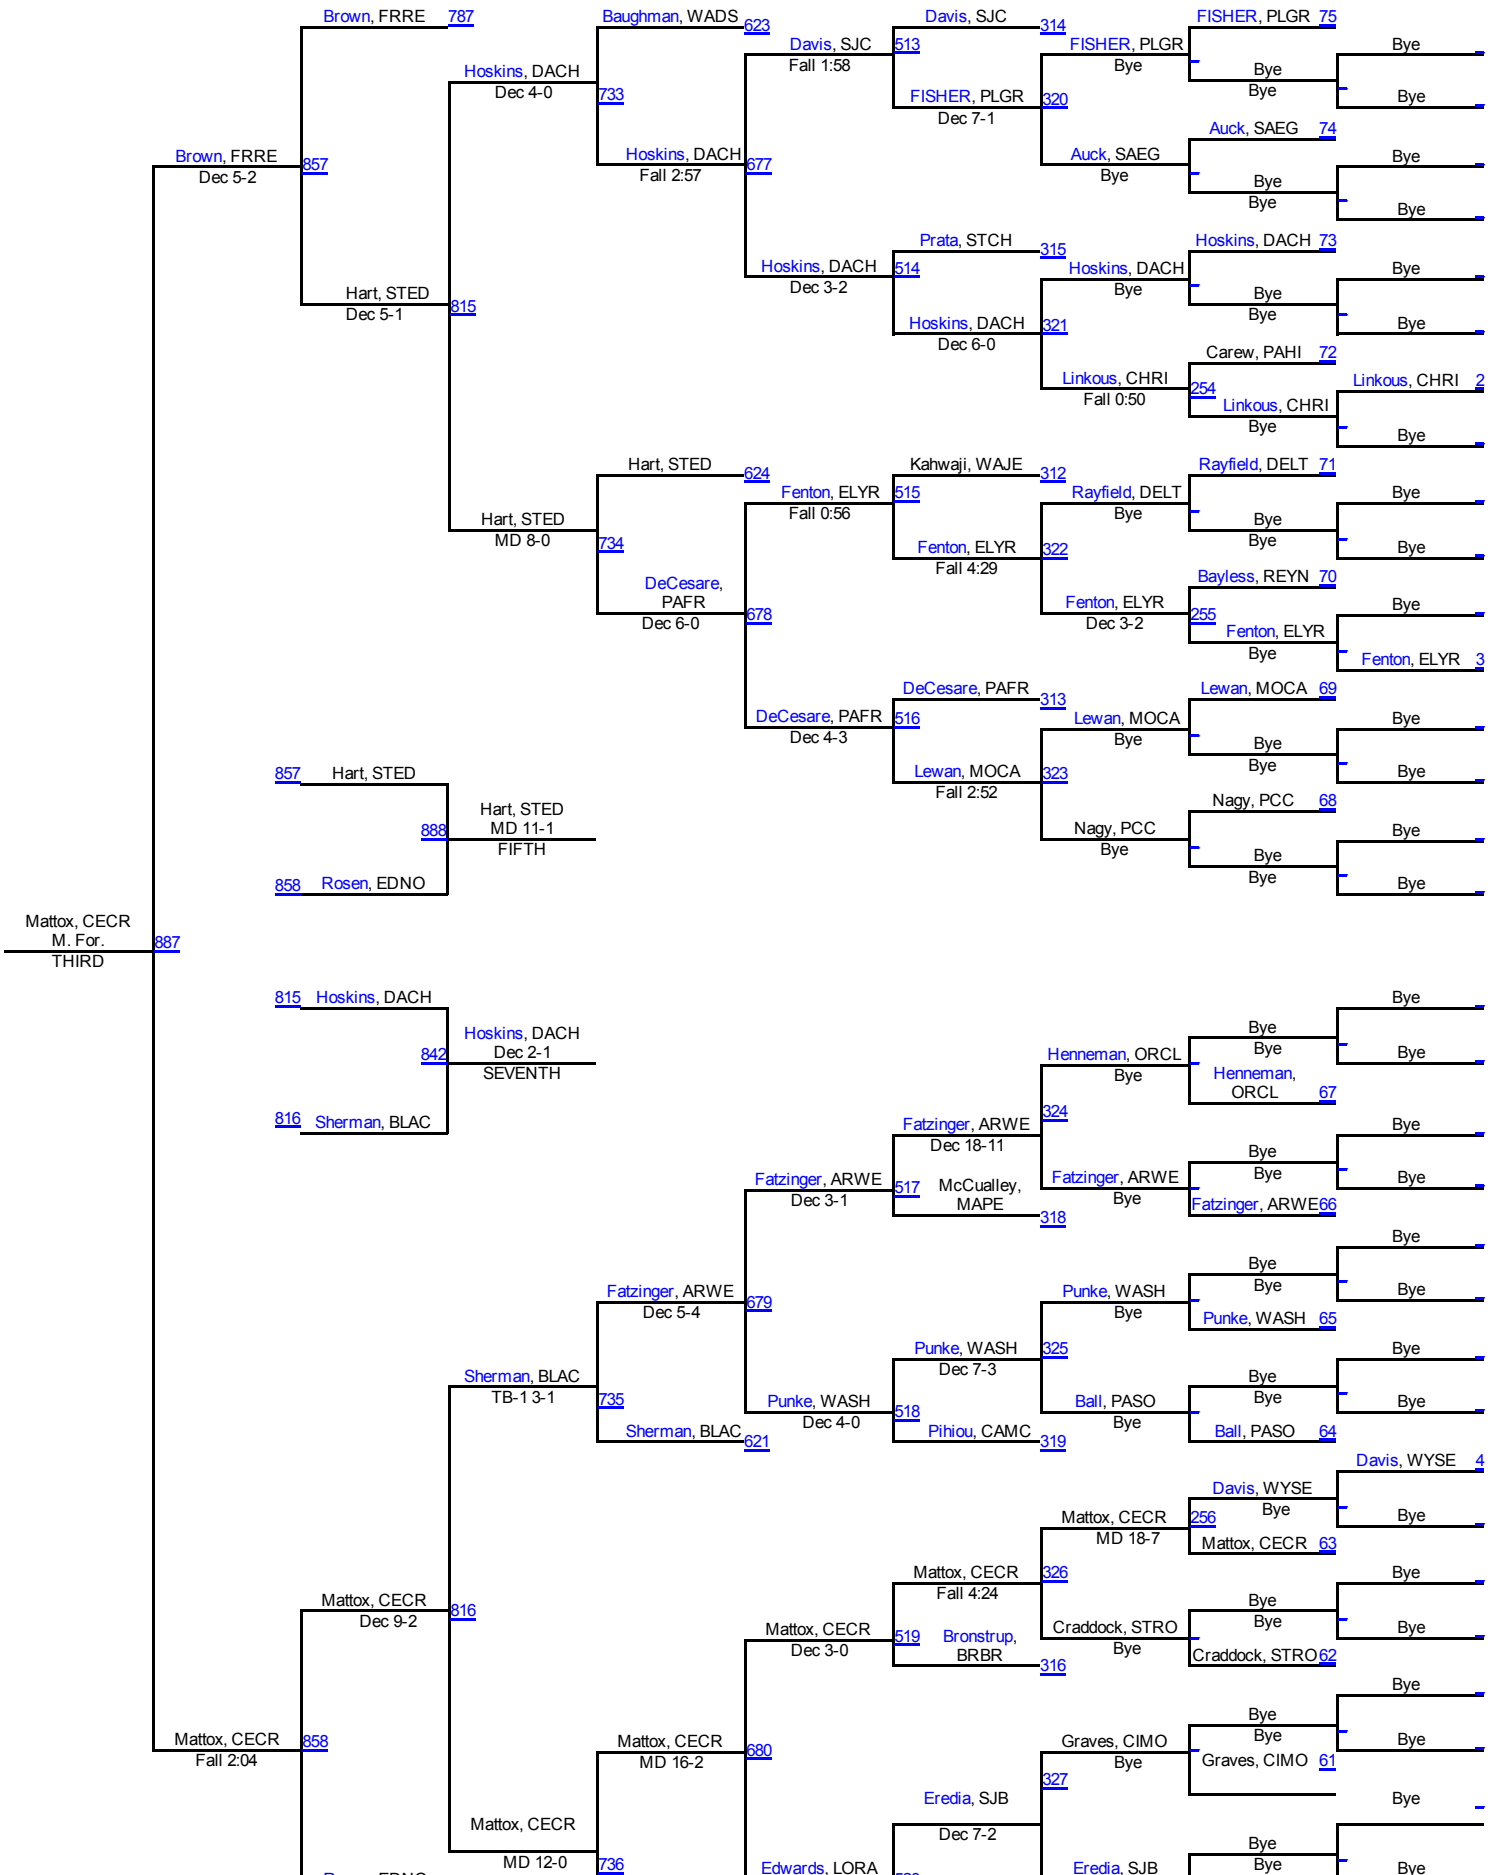 Brown, FRRE 787
Baughman, WADS 623
Davis, SJC 314
FISHER, PLGR 75
Bye
Davis, SJC 513
Fall 1:58
FISHER, PLGR
Bye
Bye
Bye
Bye
Hoskins, DACH
Dec 4-0
733
FISHER, PLGR 320
Dec 7-1
Auck, SAEG 74
Bye
Brown, FRRE 857
Dec 5-2
Hoskins, DACH 677
Fall 2:57
Auck, SAEG
Bye
Bye
Bye
Bye
Prata, STCH 315
Hoskins, DACH 73
Bye
Hoskins, DACH 514
Dec 3-2
Hoskins, DACH
Bye
Bye
Bye
Bye
Hart, STED 815
Dec 5-1
Hoskins, DACH 321
Dec 6-0
Carew, PAHI 72
Linkous, CHRI 254
Fall 0:50
Linkous, CHRI 2
Linkous, CHRI
Bye
Bye
Hart, STED 624
Kahwaji, WAJE 312
Rayfield, DELT 71
Bye
Fenton, ELYR 515
Fall 0:56
Rayfield, DELT
Bye
Bye
Bye
Bye
Hart, STED
MD 8-0
734
Fenton, ELYR 322
Fall 4:29
Bayless, REYN 70
Bye
DeCesare,
PAFR
Dec 6-0
678
Fenton, ELYR 255
Dec 3-2
Fenton, ELYR
Bye
Fenton, ELYR 3
DeCesare, PAFR 313
Lewan, MOCA 69
Bye
DeCesare, PAFR 516
Dec 4-3
Lewan, MOCA
Bye
Bye
Bye
Bye
857 Hart, STED
Lewan, MOCA 323
Fall 2:52
Nagy, PCC 68
Bye
888
Hart, STED
MD 11-1
FIFTH
Nagy, PCC
Bye
Bye
Bye
Bye
858 Rosen, EDNO
Mattox, CECR
M. For.
THIRD
887
815 Hoskins, DACH
Bye
842
Hoskins, DACH
Dec 2-1
SEVENTH
Henneman, ORCL
Bye
Bye
Bye
Bye
Henneman,
ORCL 67
816 Sherman, BLAC
Fatzinger, ARWE 324
Dec 18-11
Bye
Fatzinger, ARWE 517
Dec 3-1
McCualley,
MAPE 318
Fatzinger, ARWE
Bye
Bye
Bye
Bye
Fatzinger, ARWE 66
Bye
Fatzinger, ARWE 679
Dec 5-4
Punke, WASH
Bye
Bye
Bye
Bye
Punke, WASH 65
Sherman, BLAC
TB-1 3-1
735
Punke, WASH 325
Dec 7-3
Bye
Punke, WASH 518
Dec 4-0
Ball, PASO
Bye
Bye
Bye
Bye
Sherman, BLAC 621
Pihiou, CAMC 319
Ball, PASO 64
Davis, WYSE 4
Davis, WYSE
Bye
Bye
Mattox, CECR 256
MD 18-7
Mattox, CECR 63
Mattox, CECR 326
Fall 4:24
Bye
Mattox, CECR 816
Dec 9-2
Mattox, CECR 519
Dec 3-0
Bronstrup,
BRBR 316
Craddock, STRO
Bye
Bye
Bye
Bye
Craddock, STRO 62
Bye
Mattox, CECR 858
Fall 2:04
Mattox, CECR 680
MD 16-2
Graves, CIMO
Bye
327
Bye
Bye
Bye
Graves, CIMO 61
Mattox, CECR
MD 12-0
736
Eredia, SJB
Dec 7-2
Bye
Edwards, LORA
Eredia, SJB
Bye
Bye
Bye